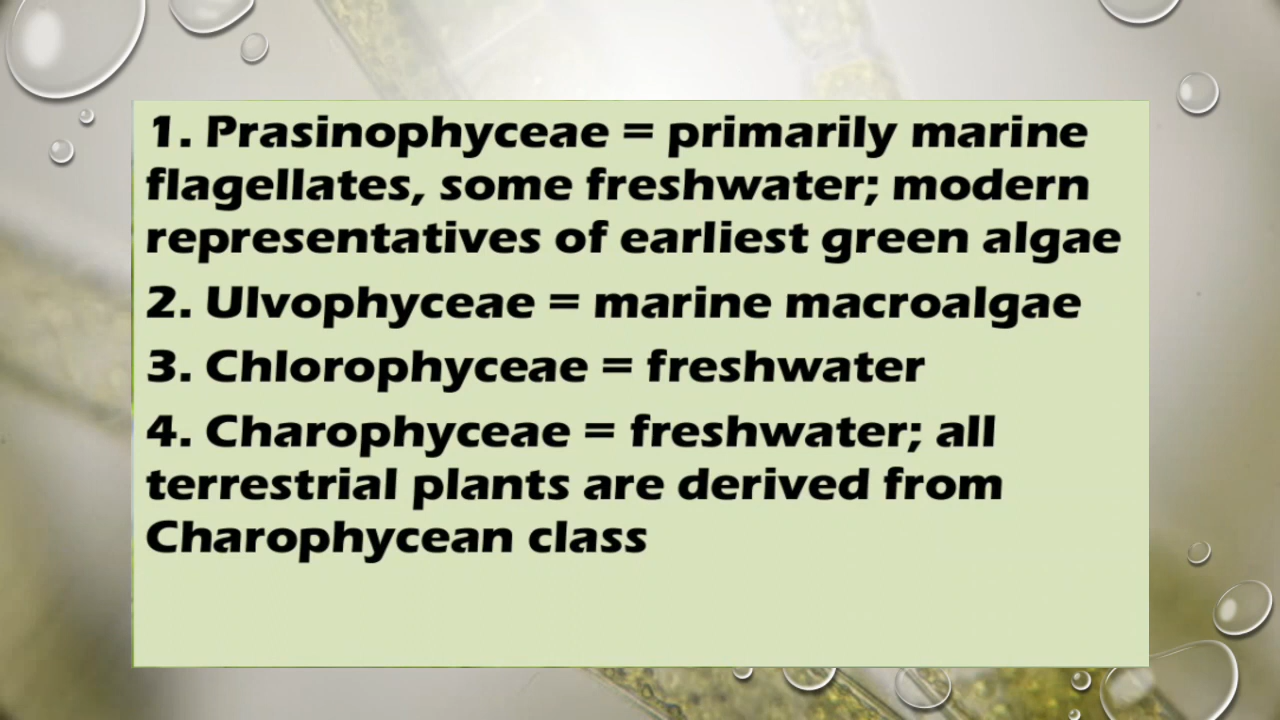 1. Prasinophyceae = primarily marine
flagellates, some freshwater; modern
representatives of earliest green algae
2. Ulvophyceae = marine macroalgae
3. Chlorophyceae = freshwater
4. Charophyceae = freshwater; all
terrestrial plants are derived from
Charophycean class